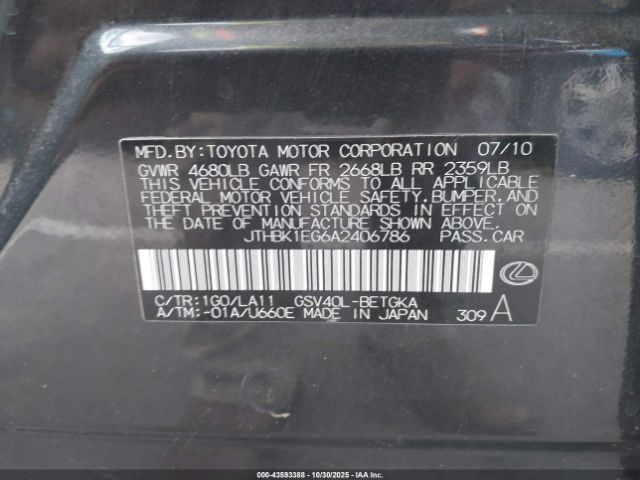 MFD.BY:TOYOTA MOTOR CORPORATION 07/10
GVWR 4680LB GAWR FR 2668LB RR 2359LB
THIS VEHICLE CONFORMS TO ALL APPLICABLE
FEDERAL MOTOR VEHICLE SAFETY,BUMPER,AND
THEFT PREVENTION STANDARDS IN EFFECT ON
THE DATE OF MANUFACTURE SHOWN ABOVE.
JTHBK1EG6A2406786 PASS.CAR
C/TR:1G0/LA11 GSV40L-BETGKA
A/TM:-01A/U660E MADE IN JAPAN 309 A
000-43593388 - 10/30/2025 - COPYRIGHT © IAA, LLC.